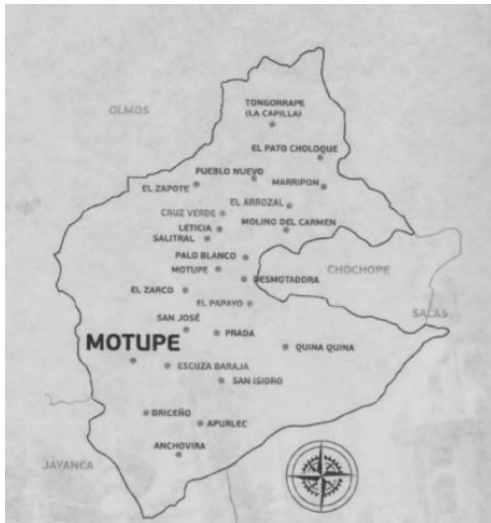 OLMOS
TONGORRAPE
(LA CAPILLA)
EL PATO CHOLOQUE
PUEBLO NUEVO
EL ZAPOTE
MARRIPON
EL ARROZAL
CRUZ VERDE
LETICIA
MOLINO DEL CARMEN
SALITRAL
PALO BLANCO
MOTUPE
DESMOTADORA
CHOCHOPE
EL ZARCO
EL PAPAYO
SALAS
SAN JOSÉ
PRADA
MOTUPE
QUINA QUINA
ESCUZA BARAJA
SAN ISIDRO
BRICEÑO
APURLEC
ANCHOVIRA
JAYANCA